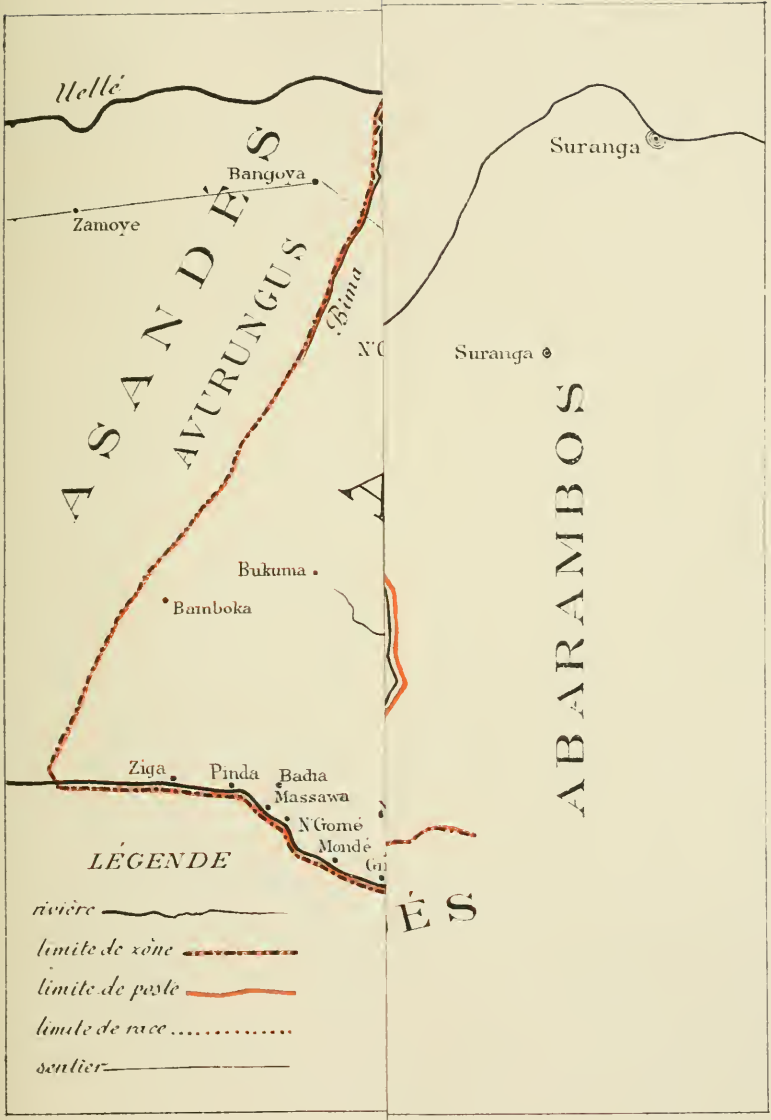 Uellé
Suranga
Bangoya
Zamoye
ASANDÉS
AVURUNGUS
Bima
Suranga
ABARAMBOS
A
Bukuma
Bamboka
Ziga
Pinda
Badia
Massawa
N'Gomé
Mondé
ÉS
LÉGENDE
rivière
limite de zône
limite de poste
limite de race
sentier